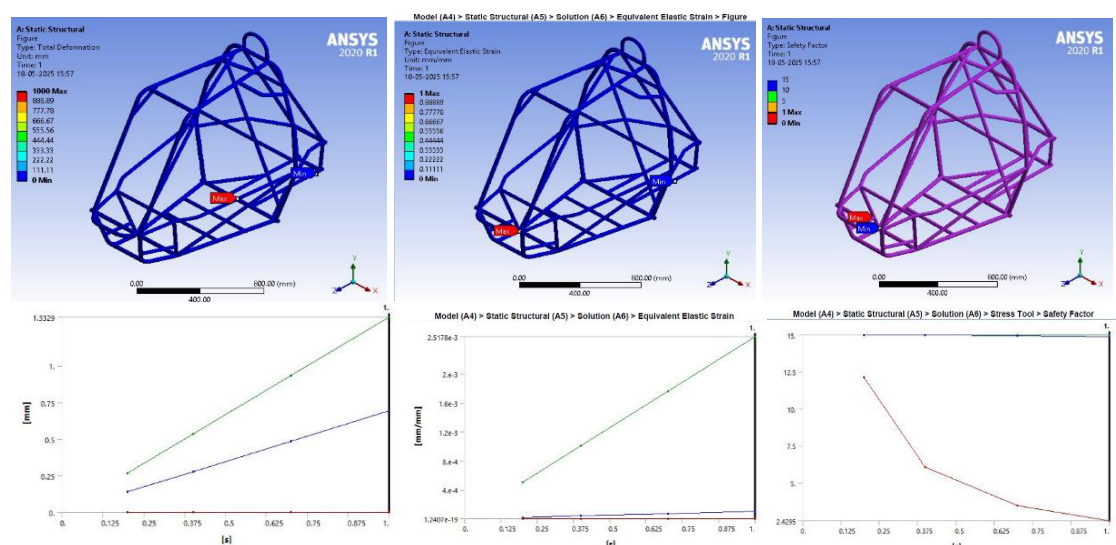 A: Static Structural
Figure
Type: Total Deformation
Unit: mm
Time: 1
18-05-2025 15:57
1000 Max
888.89
777.78
666.67
555.56
444.44
333.33
222.22
111.11
0 Min
ANSYS
2020 R1
Max
Min
0.00
800.00 (mm)
400.00
Y
Z
X
Model (A4) > Static Structural (A5) > Solution (A6) > Equivalent Elastic Strain > Figure
A: Static Structural
Figure
Type: Equivalent Elastic Strain
Unit: mm/mm
Time: 1
18-05-2025 15:57
1 Max
0.88889
0.77778
0.66667
0.55556
0.44444
0.33333
0.22222
0.11111
0 Min
ANSYS
2020 R1
Max
Min
0.00
800.00 (mm)
400.00
Y
Z
X
A: Static Structural
Figure
Type: Safety Factor
Time: 1
18-05-2025 15:57
15
10
5
1 Max
0 Min
ANSYS
2020 R1
Max
Min
0.00
800.00 (mm)
400.00
Y
Z
X
1.
1.3329
1.
0.75
0.5
0.25
0.
[mm]
0. 0.125 0.25 0.375 0.5 0.625 0.75 0.875 1.
[s]
Model (A4) > Static Structural (A5) > Solution (A6) > Equivalent Elastic Strain
1.
2.5178e-3
2.e-3
1.6e-3
1.2e-3
8.e-4
4.e-4
1.2407e-19
[mm/mm]
0. 0.125 0.25 0.375 0.5 0.625 0.75 0.875 1.
Model (A4) > Static Structural (A5) > Solution (A6) > Stress Tool > Safety Factor
1.
15.
12.5
10.
7.5
5.
2.4295
0. 0.125 0.25 0.375 0.5 0.625 0.75 0.875 1.